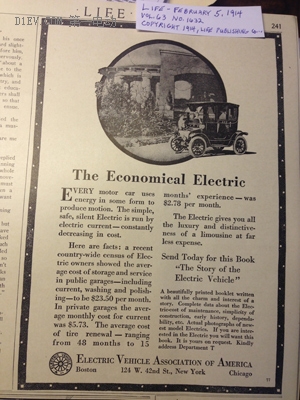 LIFE - FEBRUARY 5, 1914
VOL. 63 NO. 1632
COPYRIGHT 1914, LIFE PUBLISHING Co
LIFE
241
The Economical Electric
EVERY motor car uses
energy in some form to
produce motion. The simple,
safe, silent Electric is run by
electric current—constantly
decreasing in cost.
Here are facts: a recent
country-wide census of Elec-
tric owners showed the aver-
age cost of storage and service
in public garages—including
current, washing and polish-
ing—to be $23.50 per month.
In private garages the aver-
age monthly cost for current
was $5.73. The average cost
of tire renewal — ranging
from 48 months to 15
months' experience — was
$2.78 per month.
The Electric gives you all
the luxury and distinctive-
ness of a limousine at far
less expense.
Send Today for this Book
"The Story of the
Electric Vehicle"
A beautifully printed booklet written
with all the charm and interest of a
story. Complete data about the Elec-
tric—cost of maintenance, simplicity of
construction, early history, dependa-
bility, etc. Actual photographs of new-
est model Electrics. If you are inter-
ested in the Electric you will want this
book. It is yours on request. Kindly
address Department T
ELECTRIC VEHICLE ASSOCIATION OF AMERICA
Boston 124 W. 42nd St., New York Chicago